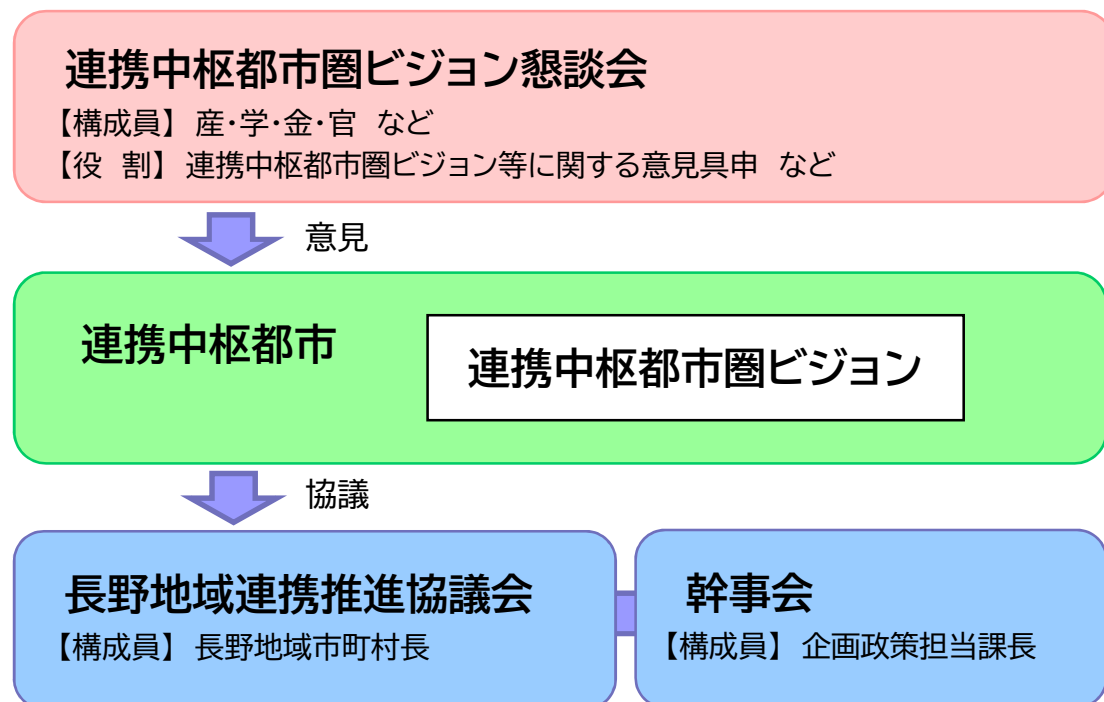 連携中枢都市圏ビジョン懇談会
【構成員】 産・学・金・官 など
【役 割】 連携中枢都市圏ビジョン等に関する意見具申 など
意見
連携中枢都市
連携中枢都市圏ビジョン
協議
長野地域連携推進協議会
【構成員】 長野地域市町村長
幹事会
【構成員】 企画政策担当課長